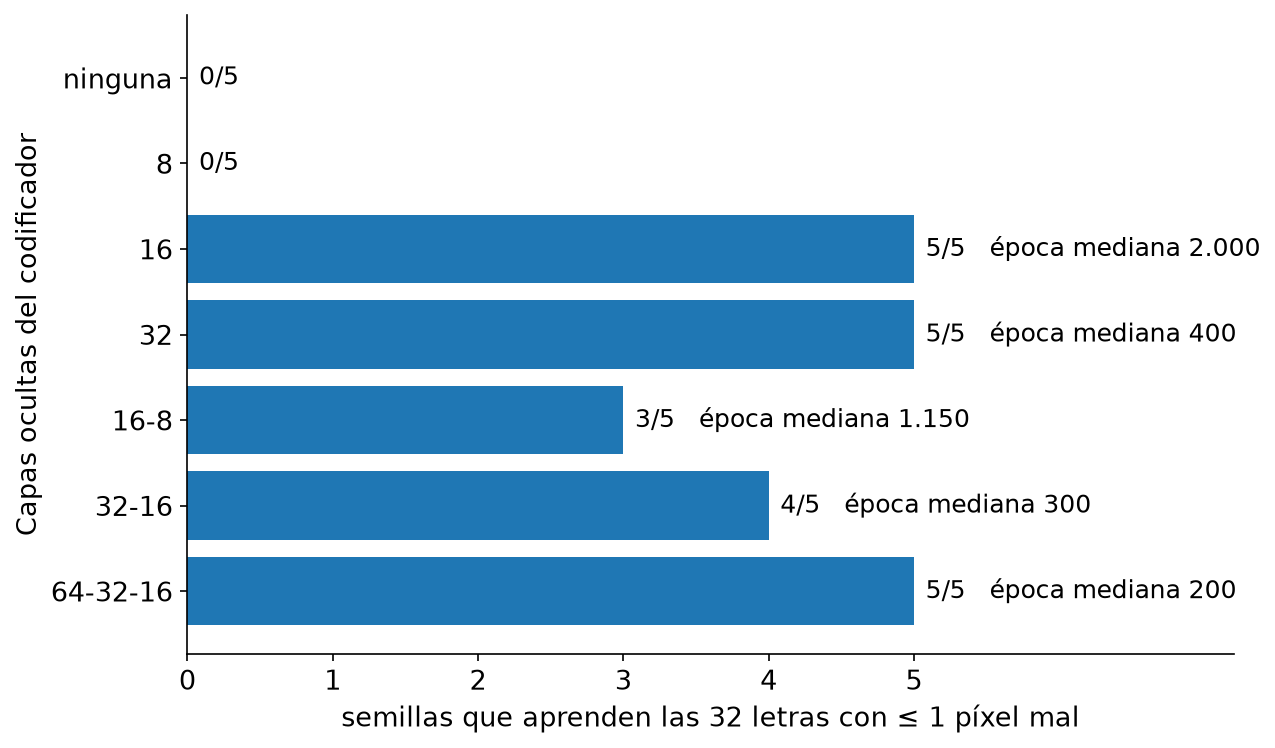 Capas ocultas del codificador
ninguna 0/5
8 0/5
16 5/5 época mediana 2.000
32 5/5 época mediana 400
16-8 3/5 época mediana 1.150
32-16 4/5 época mediana 300
64-32-16 5/5 época mediana 200
0 1 2 3 4 5
semillas que aprenden las 32 letras con ≤ 1 píxel mal